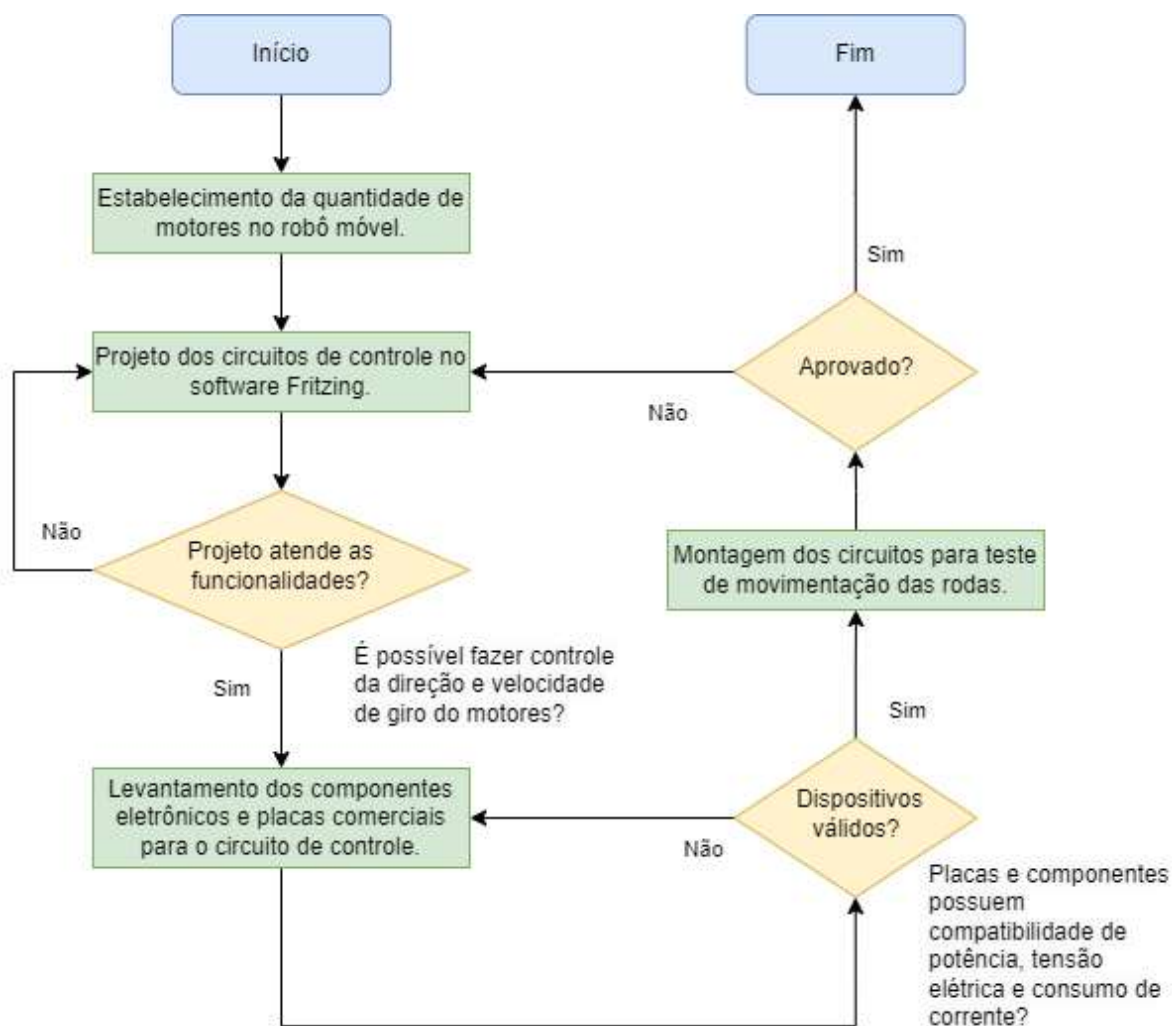 Início
Fim
Estabelecimento da quantidade de
motores no robô móvel.
Sim
Projeto dos circuitos de controle no
software Fritzing.
Aprovado?
Não
Não
Projeto atende as
funcionalidades?
Montagem dos circuitos para teste
de movimentação das rodas.
É possível fazer controle
da direção e velocidade
de giro do motores?
Sim
Sim
Levantamento dos componentes
eletrônicos e placas comerciais
para o circuito de controle.
Dispositivos
válidos?
Não
Placas e componentes
possuem
compatibilidade de
potência, tensão
elétrica e consumo de
corrente?